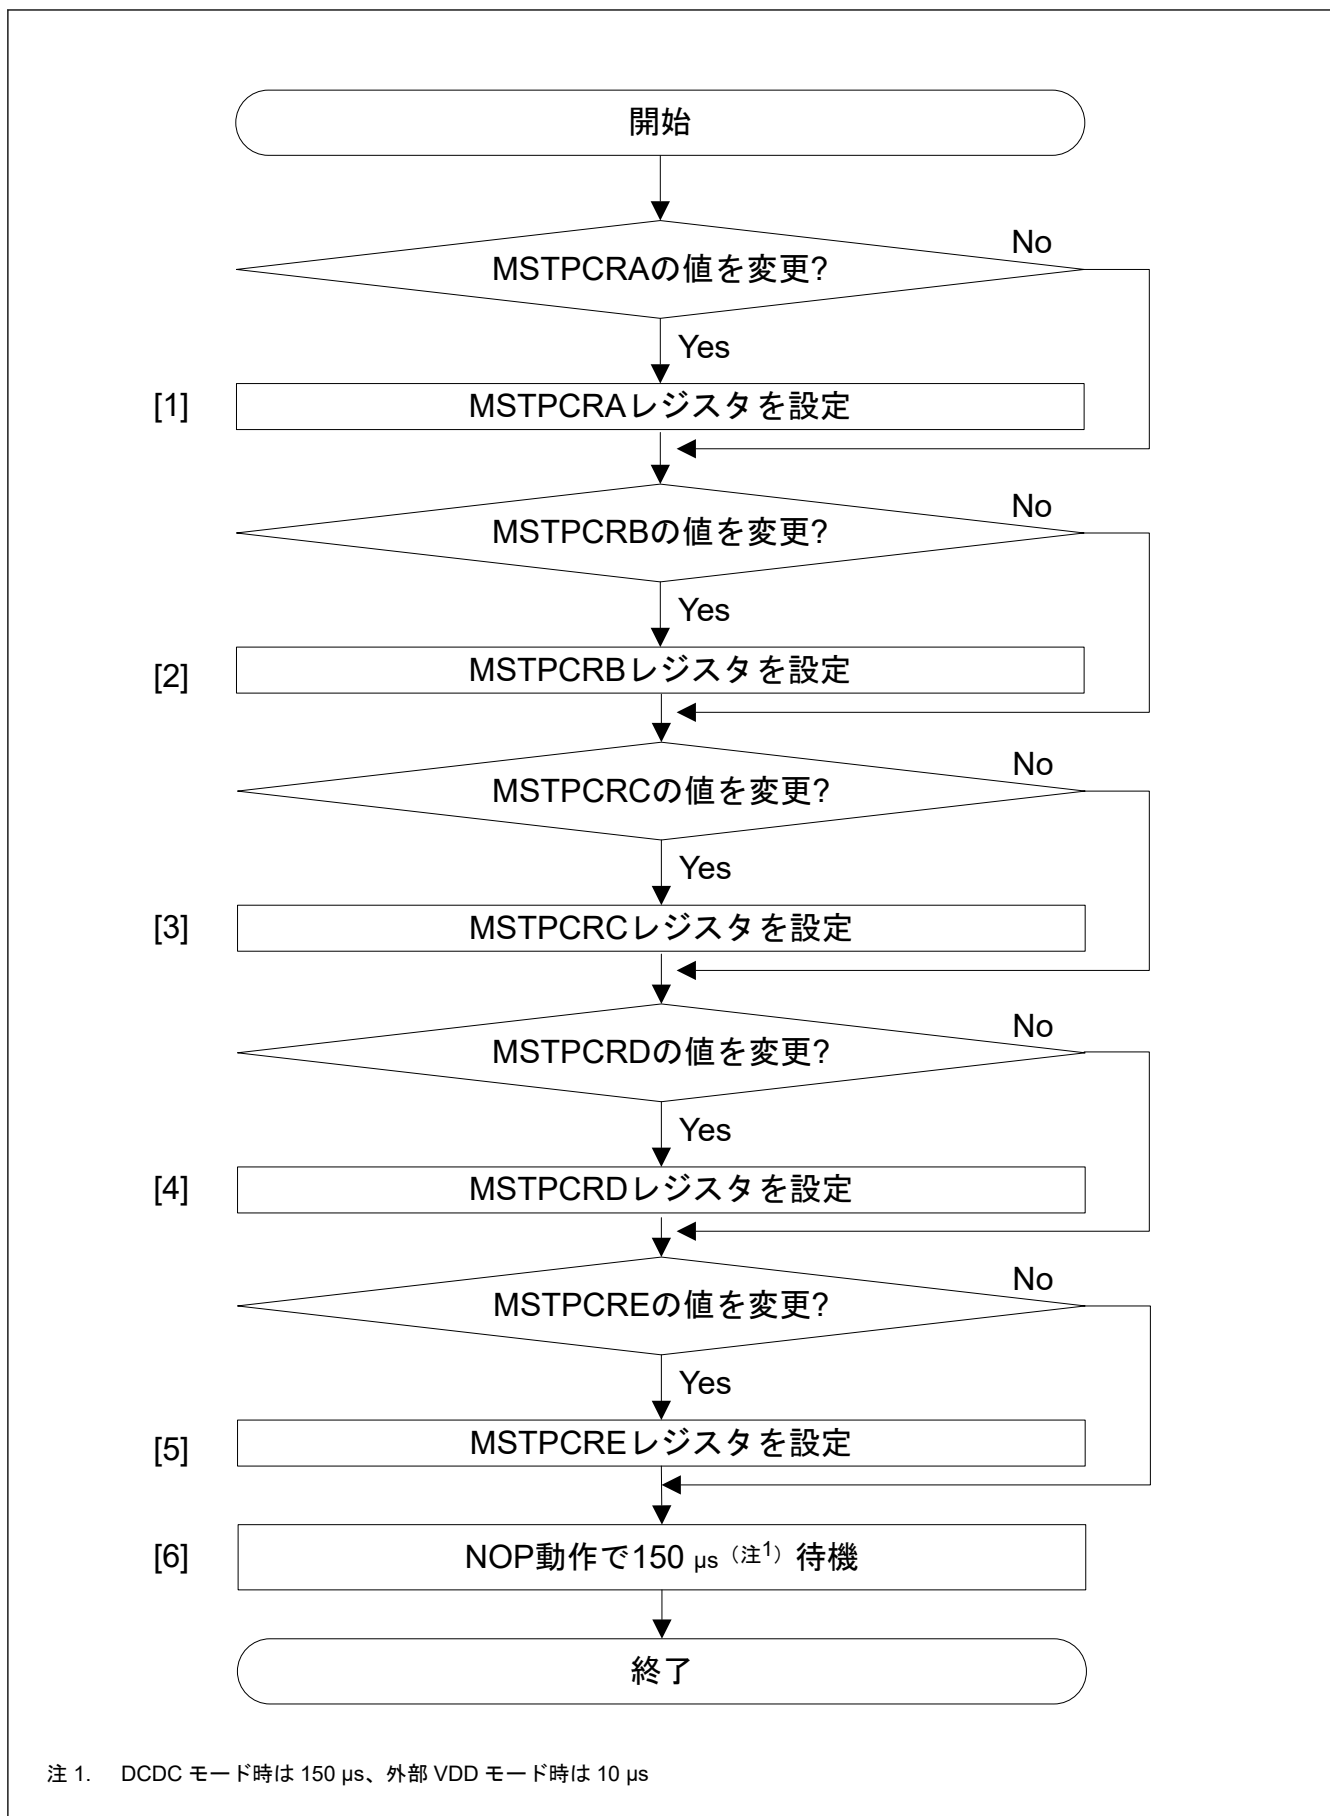 開始
MSTPCRAの値を変更?
No
Yes
[1]
MSTPCRAレジスタを設定
MSTPCRBの値を変更?
No
Yes
[2]
MSTPCRBレジスタを設定
MSTPCRCの値を変更?
No
Yes
[3]
MSTPCRCレジスタを設定
MSTPCRDの値を変更?
No
Yes
[4]
MSTPCRDレジスタを設定
MSTPCREの値を変更?
No
Yes
[5]
MSTPCREレジスタを設定
[6]
NOP動作で150 μs（注1）待機
終了
注 1. DCDC モード時は 150 μs、外部 VDD モード時は 10 μs